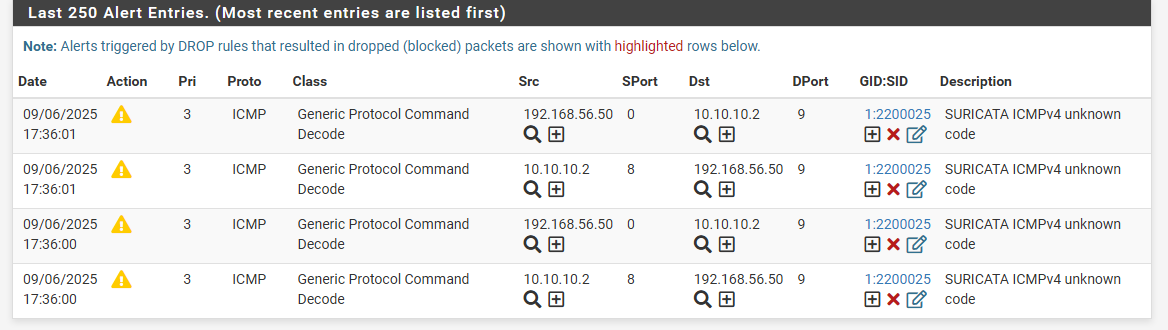 Last 250 Alert Entries. (Most recent entries are listed first)
Note: Alerts triggered by DROP rules that resulted in dropped (blocked) packets are shown with highlighted rows below.
Date Action Pri Proto Class Src SPort Dst DPort GID:SID Description
09/06/2025 3 ICMP Generic Protocol Command 192.168.56.50 0 10.10.10.2 9 1:2200025 SURICATA ICMPv4 unknown
17:36:01 Decode code
09/06/2025 3 ICMP Generic Protocol Command 10.10.10.2 8 192.168.56.50 9 1:2200025 SURICATA ICMPv4 unknown
17:36:01 Decode code
09/06/2025 3 ICMP Generic Protocol Command 192.168.56.50 0 10.10.10.2 9 1:2200025 SURICATA ICMPv4 unknown
17:36:00 Decode code
09/06/2025 3 ICMP Generic Protocol Command 10.10.10.2 8 192.168.56.50 9 1:2200025 SURICATA ICMPv4 unknown
17:36:00 Decode code